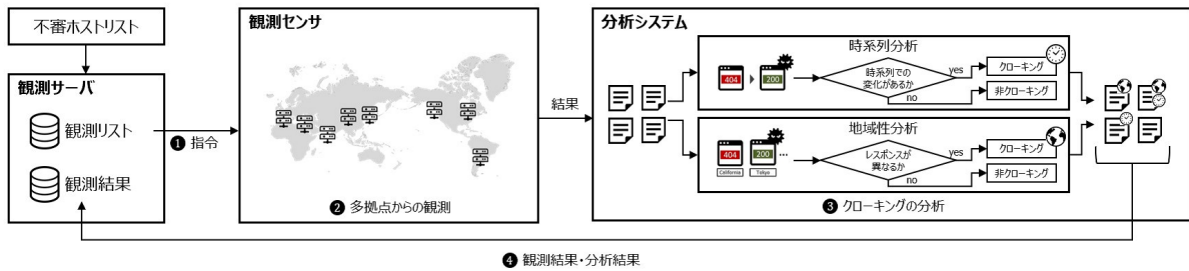 不審ホストリスト
観測サーバ
観測リスト
観測結果
❶ 指令
観測センサ
❷ 多拠点からの観測
結果
分析システム
時系列分析
404
200
時系列での
変化があるか
yes
no
クローキング
非クローキング
地域性分析
404
200
...
California
Tokyo
レスポンスが
異なるか
yes
no
クローキング
非クローキング
❸ クローキングの分析
❹ 観測結果・分析結果